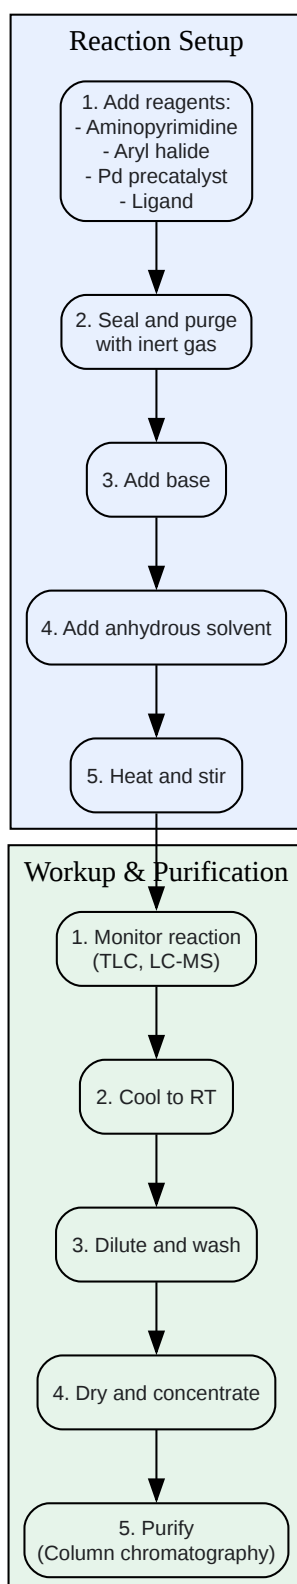 Reaction Setup
1. Add reagents:
- Aminopyrimidine
- Aryl halide
- Pd precatalyst
- Ligand
2. Seal and purge
with inert gas
3. Add base
4. Add anhydrous solvent
5. Heat and stir
Workup & Purification
1. Monitor reaction
(TLC, LC-MS)
2. Cool to RT
3. Dilute and wash
4. Dry and concentrate
5. Purify
(Column chromatography)